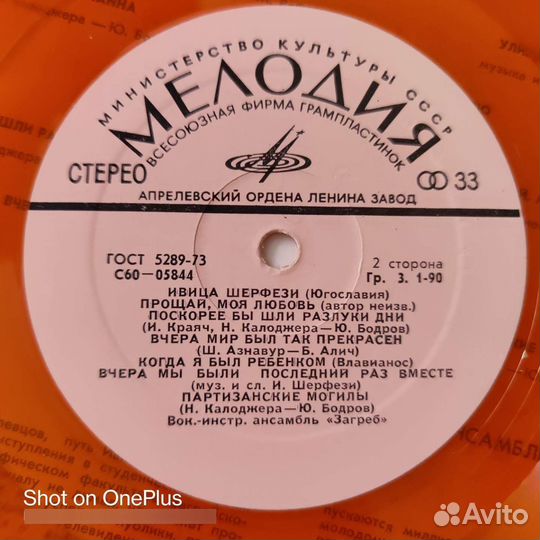 МИНИСТЕРСТВО КУЛЬТУРЫ СССР
МЕЛОДИЯ
ВСЕСОЮЗНАЯ ФИРМА ГРАМПЛАСТИНОК
СТЕРЕО
33
АПРЕЛЕВСКИЙ ОРДЕНА ЛЕНИНА ЗАВОД
ГОСТ 5289-73
С60—05844
2 сторона
Гр. 3. 1-90
ИВИЦА ШЕРФЕЗИ (Югославия)
ПРОЩАЙ, МОЯ ЛЮБОВЬ (автор неизв.)
ПОСКОРЕЕ БЫ ШЛИ РАЗЛУКИ ДНИ
(И. Краяч, Н. Калоджера—Ю. Бодров)
ВЧЕРА МИР БЫЛ ТАК ПРЕКРАСЕН
(Ш. Азнавур—Б. Алич)
КОГДА Я БЫЛ РЕБЕНКОМ (Влавианос)
ВЧЕРА МЫ БЫЛИ ПОСЛЕДНИЙ РАЗ ВМЕСТЕ
(муз. и сл. И. Шерфези)
ПАРТИЗАНСКИЕ МОГИЛЫ
(Н. Калоджера—Ю. Бодров)
Вок.-инстр. ансамбль "Загреб"
Shot on OnePlus
Avito